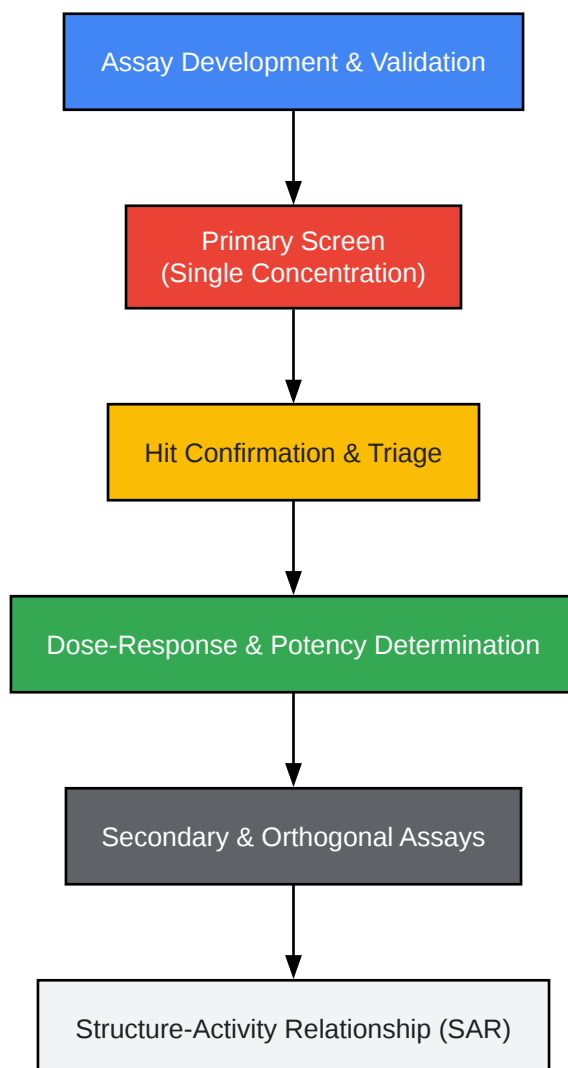 Assay Development & Validation
Primary Screen
(Single Concentration)
Hit Confirmation & Triage
Dose-Response & Potency Determination
Secondary & Orthogonal Assays
Structure-Activity Relationship (SAR)